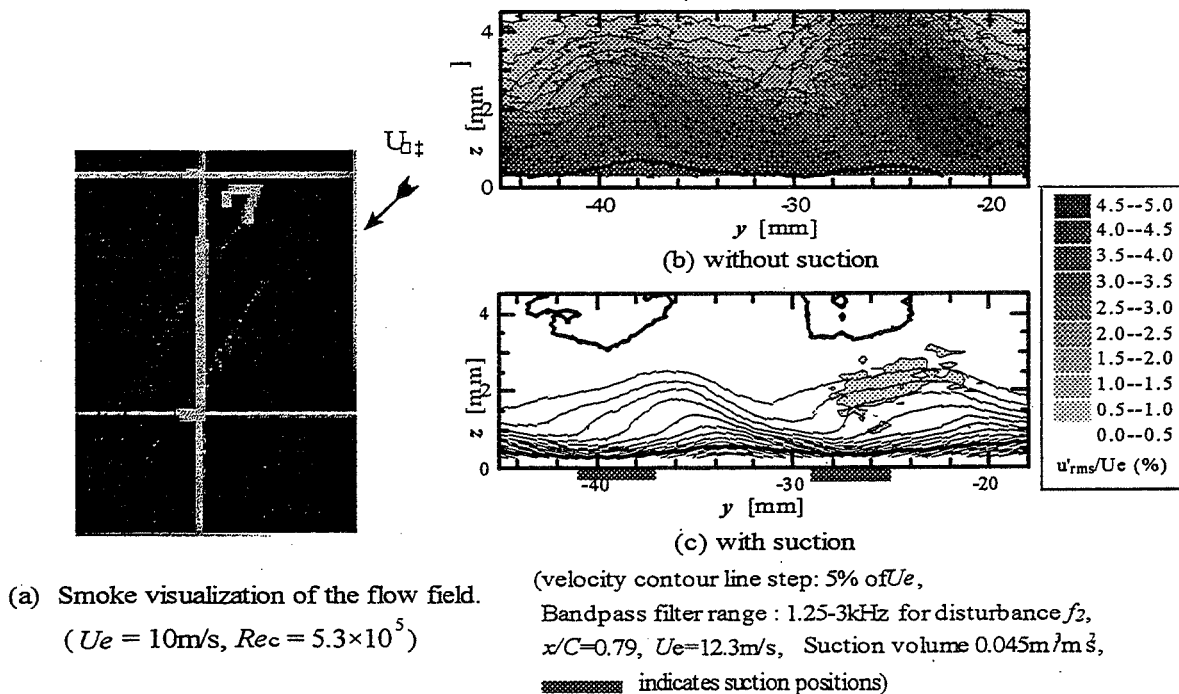 4
2
0
z [mm]
-40
-30
-20
y [mm]
(b) without suction
4
2
0
z [mm]
-40
-30
-20
y [mm]
(c) with suction
4.5--5.0
4.0--4.5
3.5--4.0
3.0--3.5
2.5--3.0
2.0--2.5
1.5--2.0
1.0--1.5
0.5--1.0
0.0--0.5
u'rms/Ue (%)
(a) Smoke visualization of the flow field.
(Ue = 10m/s, Rec = 5.3×10⁵)
(velocity contour line step: 5% of Ue,
Bandpass filter range : 1.25-3kHz for disturbance f₂,
x/C=0.79, Ue=12.3m/s, Suction volume 0.045m³/m s²,
indicates suction positions)